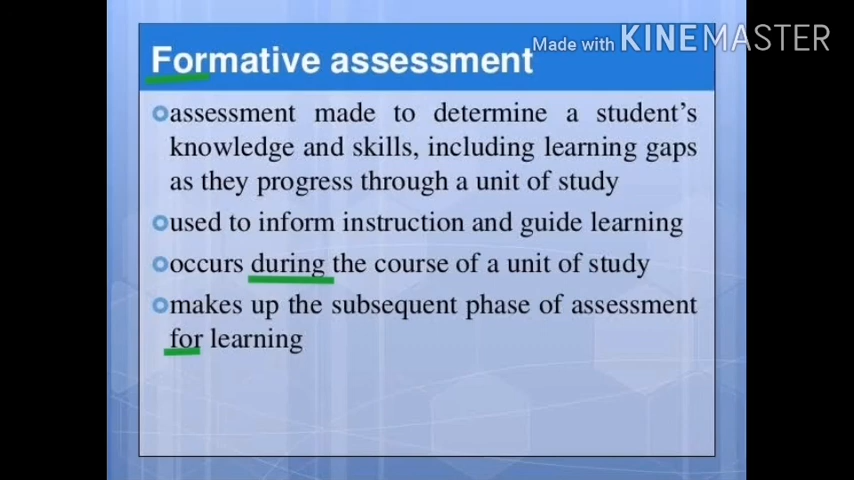 Formative assessment
Made with KINEMASTER
assessment made to determine a student's
knowledge and skills, including learning gaps
as they progress through a unit of study
used to inform instruction and guide learning
occurs during the course of a unit of study
makes up the subsequent phase of assessment
for learning